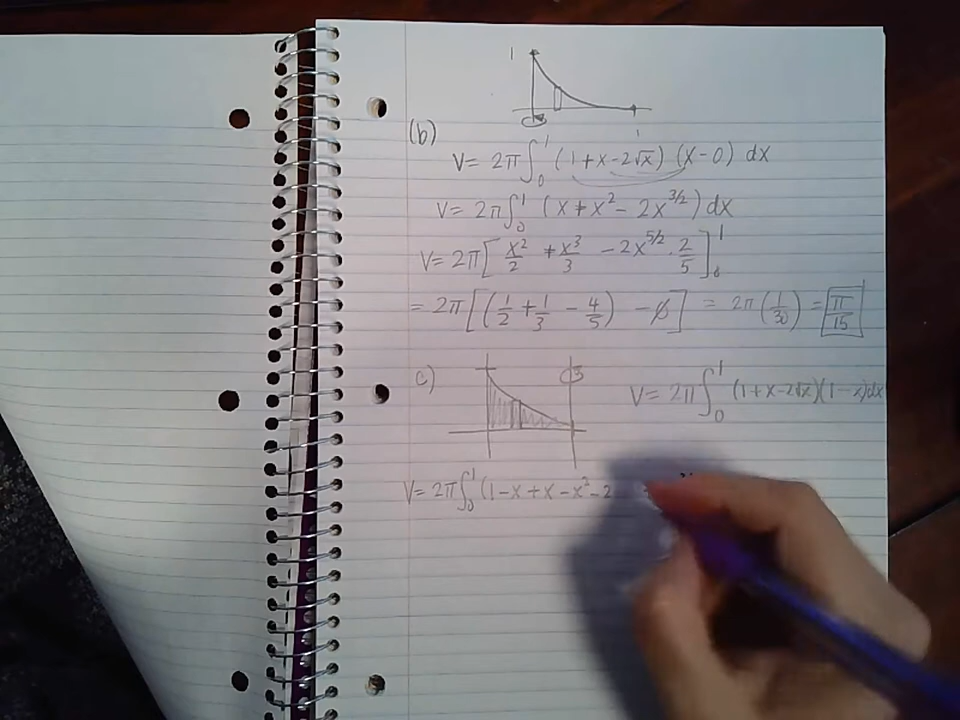 1
1
(b)
V = 2π∫₀¹ (1+x-2√x) (x-0) dx
V = 2π∫₀¹ (x+x²-2x^{3/2}) dx
V = 2π[x²/2 + x³/3 - 2x^{5/2}·2/5]₀¹
= 2π[(1/2 + 1/3 - 4/5) - 0] = 2π(1/30) = π/15
c)
V = 2π∫₀¹ (1+x-2√x)(1-x)dx
V = 2π∫₀¹ (1-x+x-x²-2